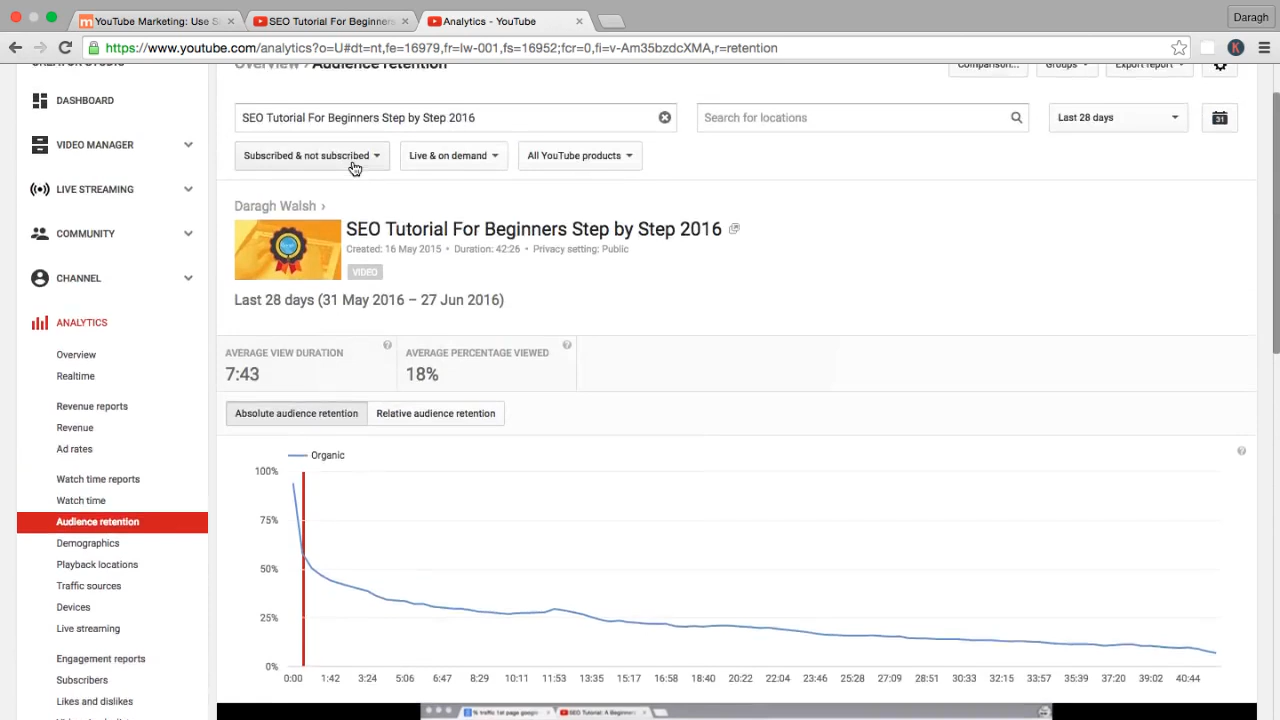 YouTube Marketing: Use S
SEO Tutorial For Beginners
Analytics - YouTube
Daragh
https://www.youtube.com/analytics?o=U#dt=nt,fe=16979,fr=lw-001,fs=16952;fcr=0,fi=v-Am35bzdcXMA,r=retention
K
CREATOR STUDIO
Overview › Audience retention
Comparison...
Groups
Export report
DASHBOARD
VIDEO MANAGER
LIVE STREAMING
COMMUNITY
CHANNEL
ANALYTICS
Overview
Realtime
Revenue reports
Revenue
Ad rates
Watch time reports
Watch time
Audience retention
Demographics
Playback locations
Traffic sources
Devices
Live streaming
Engagement reports
Subscribers
Likes and dislikes
SEO Tutorial For Beginners Step by Step 2016
Search for locations
Last 28 days
31
Subscribed & not subscribed
Live & on demand
All YouTube products
Daragh Walsh ›
SEO Tutorial For Beginners Step by Step 2016
Created: 16 May 2015 • Duration: 42:26 • Privacy setting: Public
VIDEO
Last 28 days (31 May 2016 – 27 Jun 2016)
AVERAGE VIEW DURATION
7:43
AVERAGE PERCENTAGE VIEWED
18%
Absolute audience retention
Relative audience retention
Organic
100%
75%
50%
25%
0%
0:00 1:42 3:24 5:06 6:47 8:29 10:11 11:53 13:35 15:17 16:58 18:40 20:22 22:04 23:46 25:28 27:09 28:51 30:33 32:15 33:57 35:39 37:20 39:02 40:44
% traffic 1st page google
SEO Tutorial: A Beginners